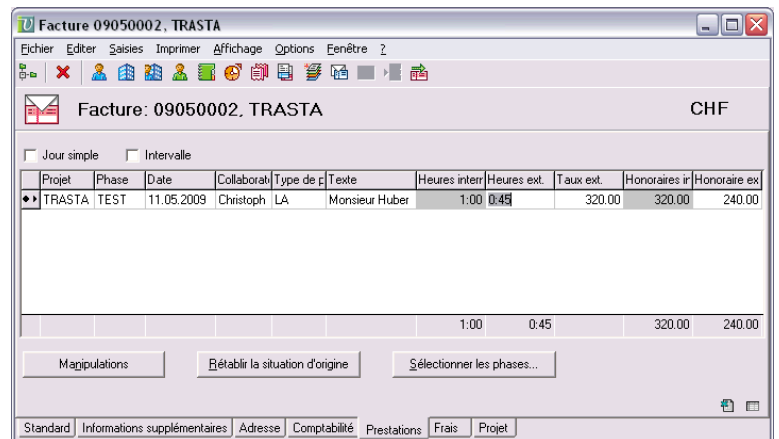 Facture 09050002, TRASTA
Fichier Editer Saisies Imprimer Affichage Options Fenêtre ?
Facture: 09050002, TRASTA CHF
Jour simple Intervalle
Projet Phase Date Collaborat Type de p Texte Heures interr Heures ext. Taux ext. Honoraires ir Honoraire ex
TRASTA TEST 11.05.2009 Christoph LA Monsieur Huber 1:00 0:45 320.00 320.00 240.00
1:00 0:45 320.00 240.00
Manipulations Rétablir la situation d'origine Sélectionner les phases...
Standard Informations supplémentaires Adresse Comptabilité Prestations Frais Projet